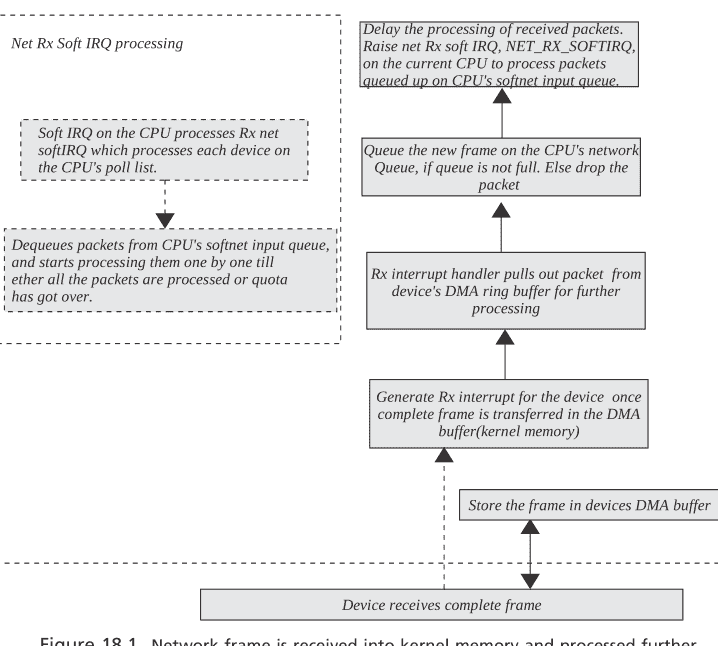 Net Rx Soft IRQ processing
Soft IRQ on the CPU processes Rx net
softIRQ which processes each device on
the CPU's poll list.
Dequeues packets from CPU's softnet input queue,
and starts processing them one by one till
ether all the packets are processed or quota
has got over.
Delay the processing of received packets.
Raise net Rx soft IRQ, NET_RX_SOFTIRQ,
on the current CPU to process packets
queued up on CPU's softnet input queue.
Queue the new frame on the CPU's network
Queue, if queue is not full. Else drop the
packet
Rx interrupt handler pulls out packet from
device's DMA ring buffer for further
processing
Generate Rx interrupt for the device once
complete frame is transferred in the DMA
buffer(kernel memory)
Store the frame in devices DMA buffer
Device receives complete frame
Figure 18.1 Network frame is received into kernel memory and processed further